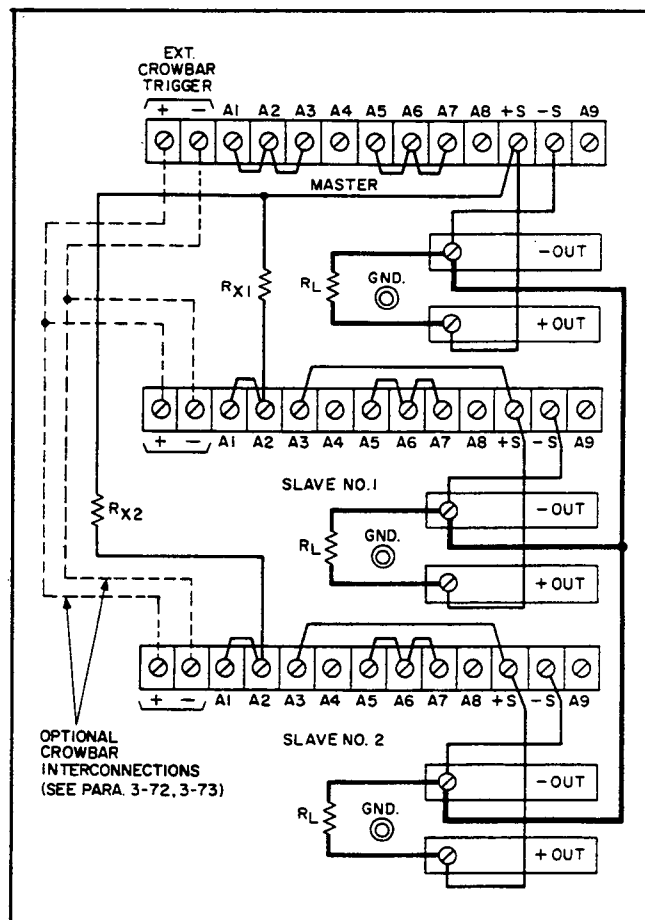 EXT.
CROWBAR
TRIGGER
+ − A1 A2 A3 A4 A5 A6 A7 A8 +S −S A9
MASTER
−OUT
RX1
RL
GND.
+OUT
+ − A1 A2 A3 A4 A5 A6 A7 A8 +S −S A9
SLAVE NO.1
RX2
−OUT
RL
GND.
+OUT
+ − A1 A2 A3 A4 A5 A6 A7 A8 +S −S A9
OPTIONAL
CROWBAR
INTERCONNECTIONS
(SEE PARA. 3-72, 3-73)
SLAVE NO. 2
−OUT
RL
GND.
+OUT